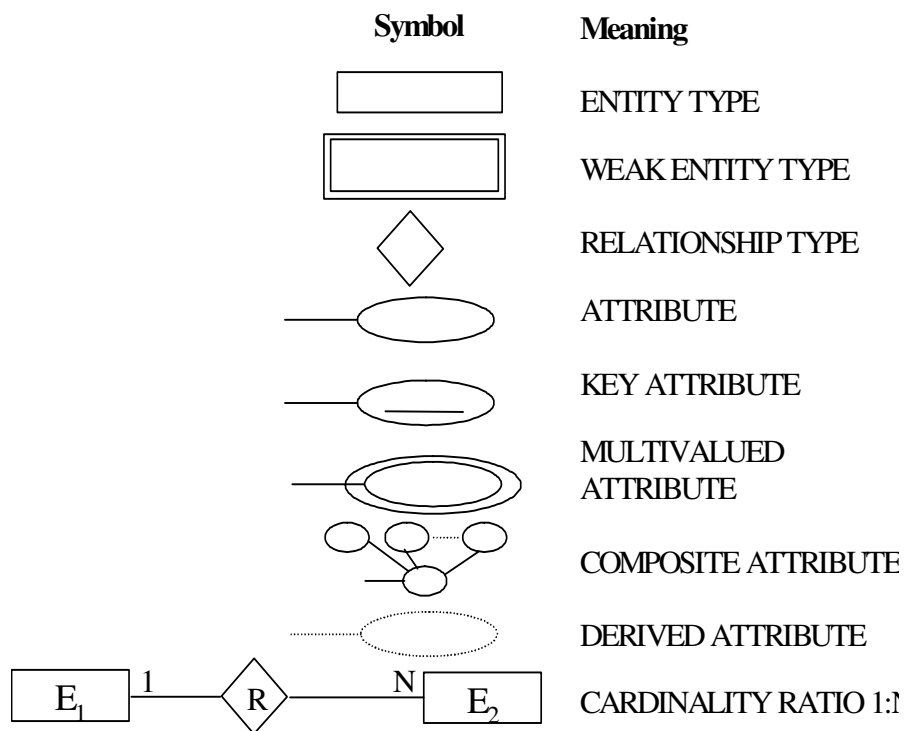 Symbol Meaning
ENTITY TYPE
WEAK ENTITY TYPE
RELATIONSHIP TYPE
ATTRIBUTE
KEY ATTRIBUTE
MULTIVALUED
ATTRIBUTE
COMPOSITE ATTRIBUTE
DERIVED ATTRIBUTE
E₁ 1 R N E₂ CARDINALITY RATIO 1:N